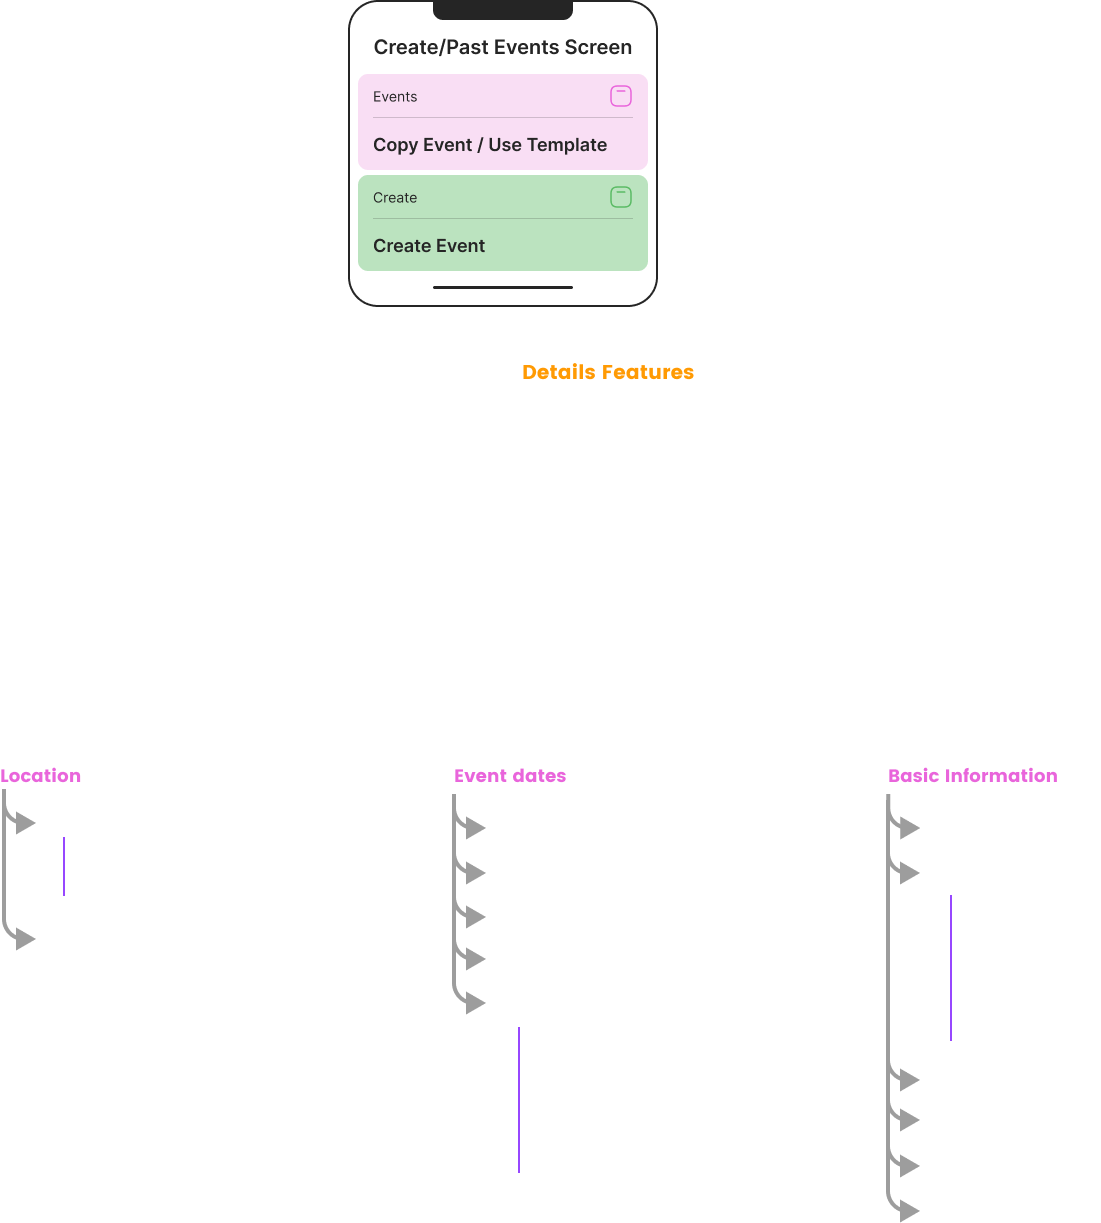 Create/Past Events Screen
Events
Copy Event / Use Template
Create
Create Event
Details Features
Location
Event dates
Basic Information